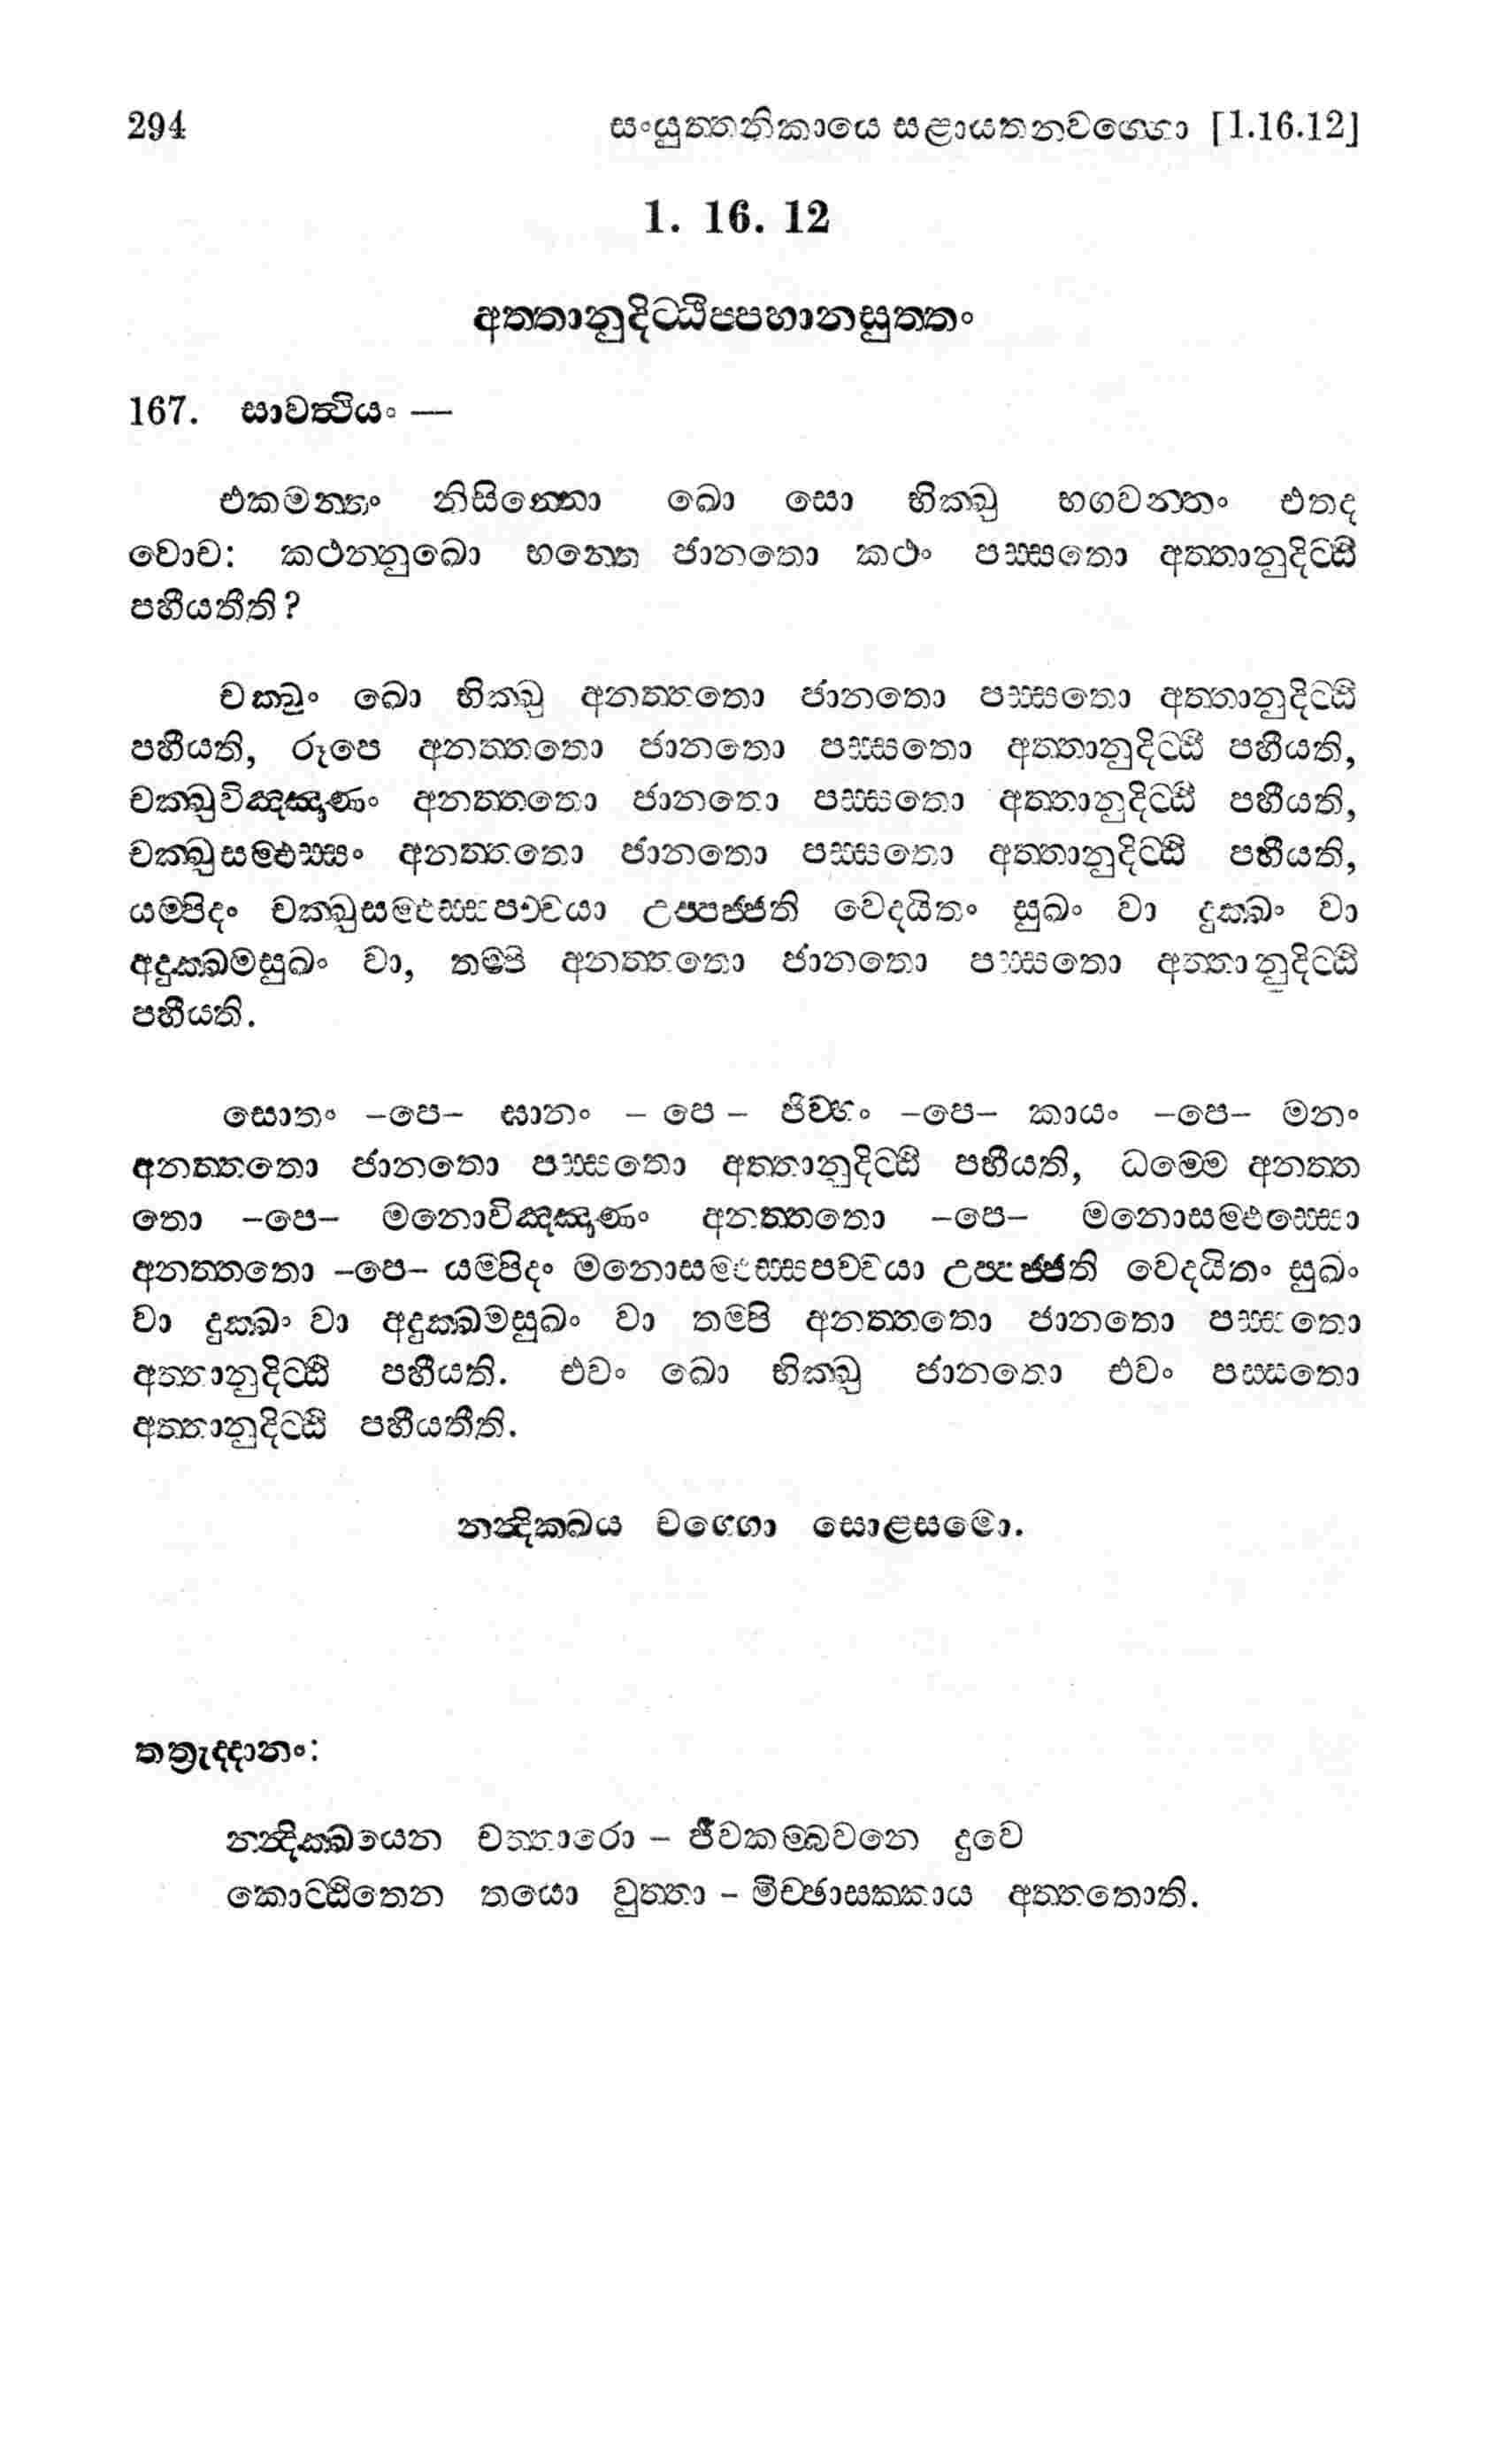 294 සංයුත්තනිකායෙ සළායතනවග්ගො [1.16.12]
1. 16. 12
අත්තානුදිට්ඨිප්පහානසුත්තං
167. සාවත්ථියං —
එකමන්තං නිසින්නො ඛො සො භික්ඛු භගවන්තං එතද
වොච: කථන්නුඛො භන්තෙ ජානතො කථං පස්සතො අත්තානුදිට්ඨි
පහීයතීති?
චක්ඛුං ඛො භික්ඛු අනත්තතො ජානතො පස්සතො අත්තානුදිට්ඨි
පහීයති, රූපෙ අනත්තතො ජානතො පස්සතො අත්තානුදිට්ඨි පහීයති,
චක්ඛුවිඤ්ඤාණං අනත්තතො ජානතො පස්සතො අත්තානුදිට්ඨි පහීයති,
චක්ඛුසම්ඵස්සං අනත්තතො ජානතො පස්සතො අත්තානුදිට්ඨි පහීයති,
යම්පිදං චක්ඛුසම්ඵස්සපච්චයා උප්පජ්ජති වෙදයිතං සුඛං වා දුක්ඛං වා
අදුක්ඛමසුඛං වා, තම්පි අනත්තතො ජානතො පස්සතො අත්තානුදිට්ඨි
පහීයති.
සොතං –පෙ– ඝානං – පෙ – ජිව්හං –පෙ– කායං –පෙ– මනං
අනත්තතො ජානතො පස්සතො අත්තානුදිට්ඨි පහීයති, ධම්මෙ අනත්ත
තො –පෙ– මනොවිඤ්ඤාණං අනත්තතො –පෙ– මනොසම්ඵස්සො
අනත්තතො –පෙ– යම්පිදං මනොසම්ඵස්සපච්චයා උප්පජ්ජති වෙදයිතං සුඛං
වා දුක්ඛං වා අදුක්ඛමසුඛං වා තම්පි අනත්තතො ජානතො පස්සතො
අත්තානුදිට්ඨි පහීයති. එවං ඛො භික්ඛු ජානතො එවං පස්සතො
අත්තානුදිට්ඨි පහීයතීති.
නන්දික්ඛය වග්ගො සොළසමො.
තත්‍රුද්දානං:
නන්දික්ඛයෙන චත්තාරො – ජීවකම්බවනෙ දුවෙ
කොට්ඨිතෙන තයො වුත්තා – මිච්ඡාසක්කාය අත්තතොති.